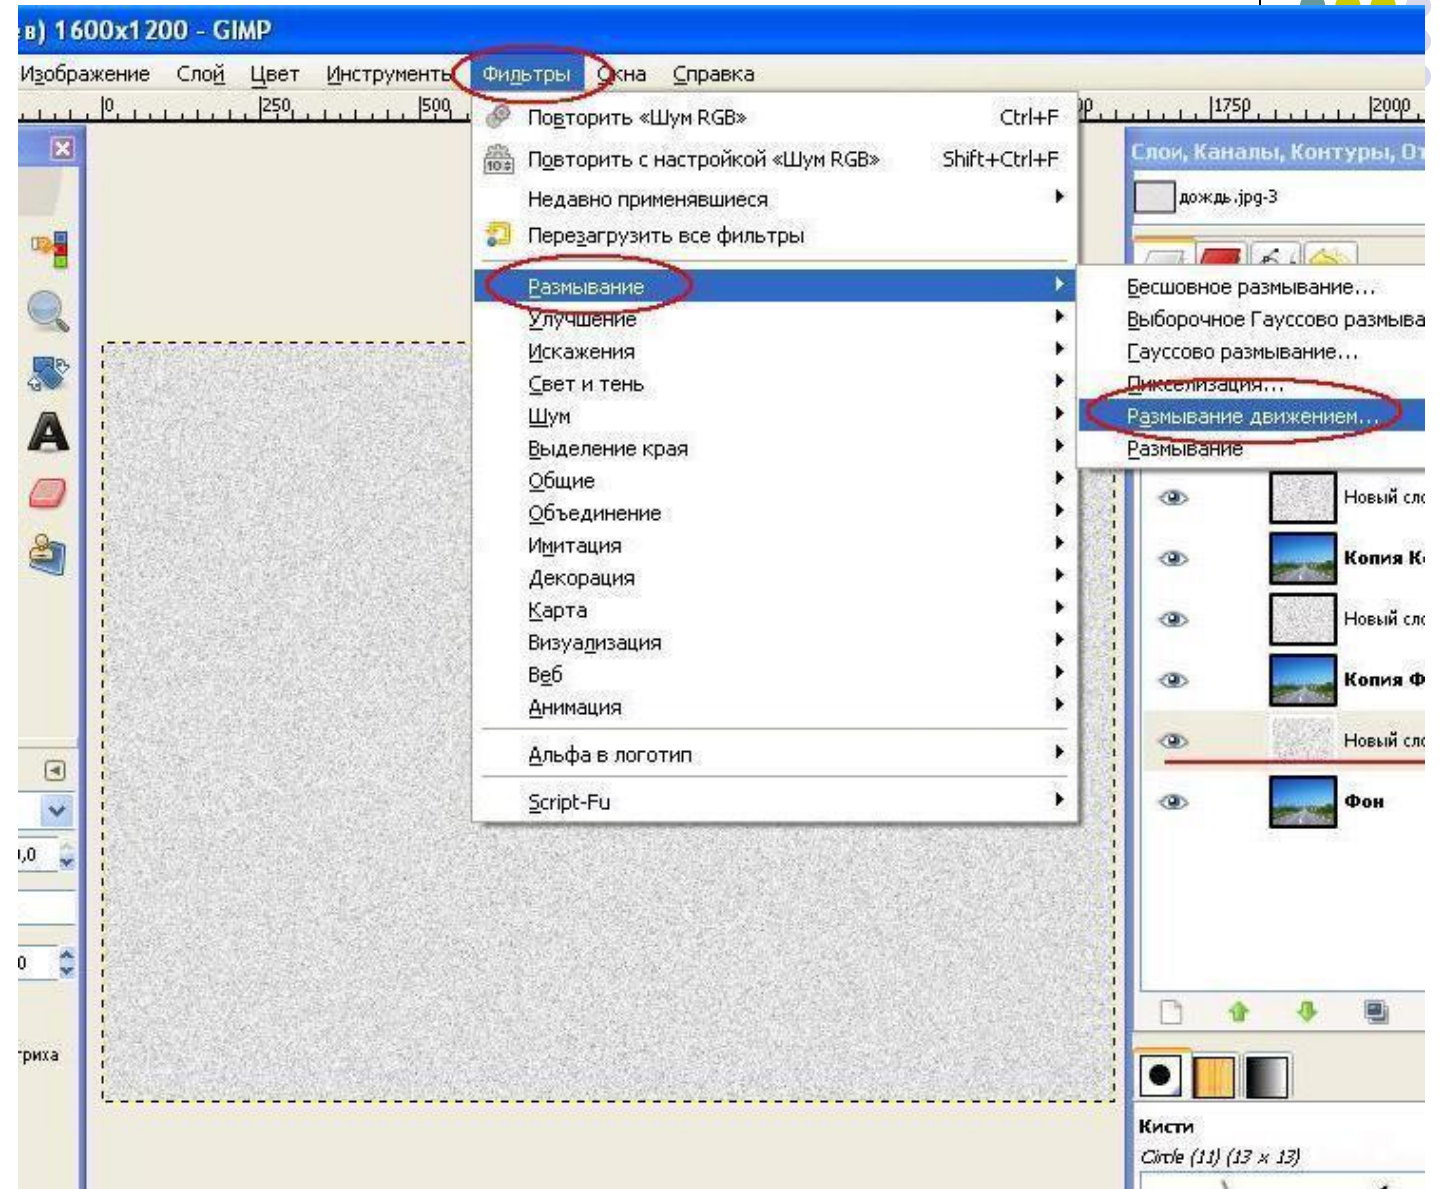 ев) 1600x1200 - GIMP
Изображение Слой Цвет Инструменты Фильтры Окна Справка
0 250 500 1750 2000
Повторить «Шум RGB» Ctrl+F
Повторить с настройкой «Шум RGB» Shift+Ctrl+F
Недавно применявшиеся
Перезагрузить все фильтры
Размывание
Улучшение
Искажения
Свет и тень
Шум
Выделение края
Общие
Объединение
Имитация
Декорация
Карта
Визуализация
Веб
Анимация
Альфа в логотип
Script-Fu
Бесшовное размывание...
Выборочное Гауссово размыва
Гауссово размывание...
Пикселизация...
Размывание движением...
Размывание
Слои, Каналы, Контуры, От
дождь.jpg-3
Новый сло
Копия К
Новый сло
Копия Ф
Новый сло
Фон
,0
0
риха
Кисти
Circle (11) (13 x 13)